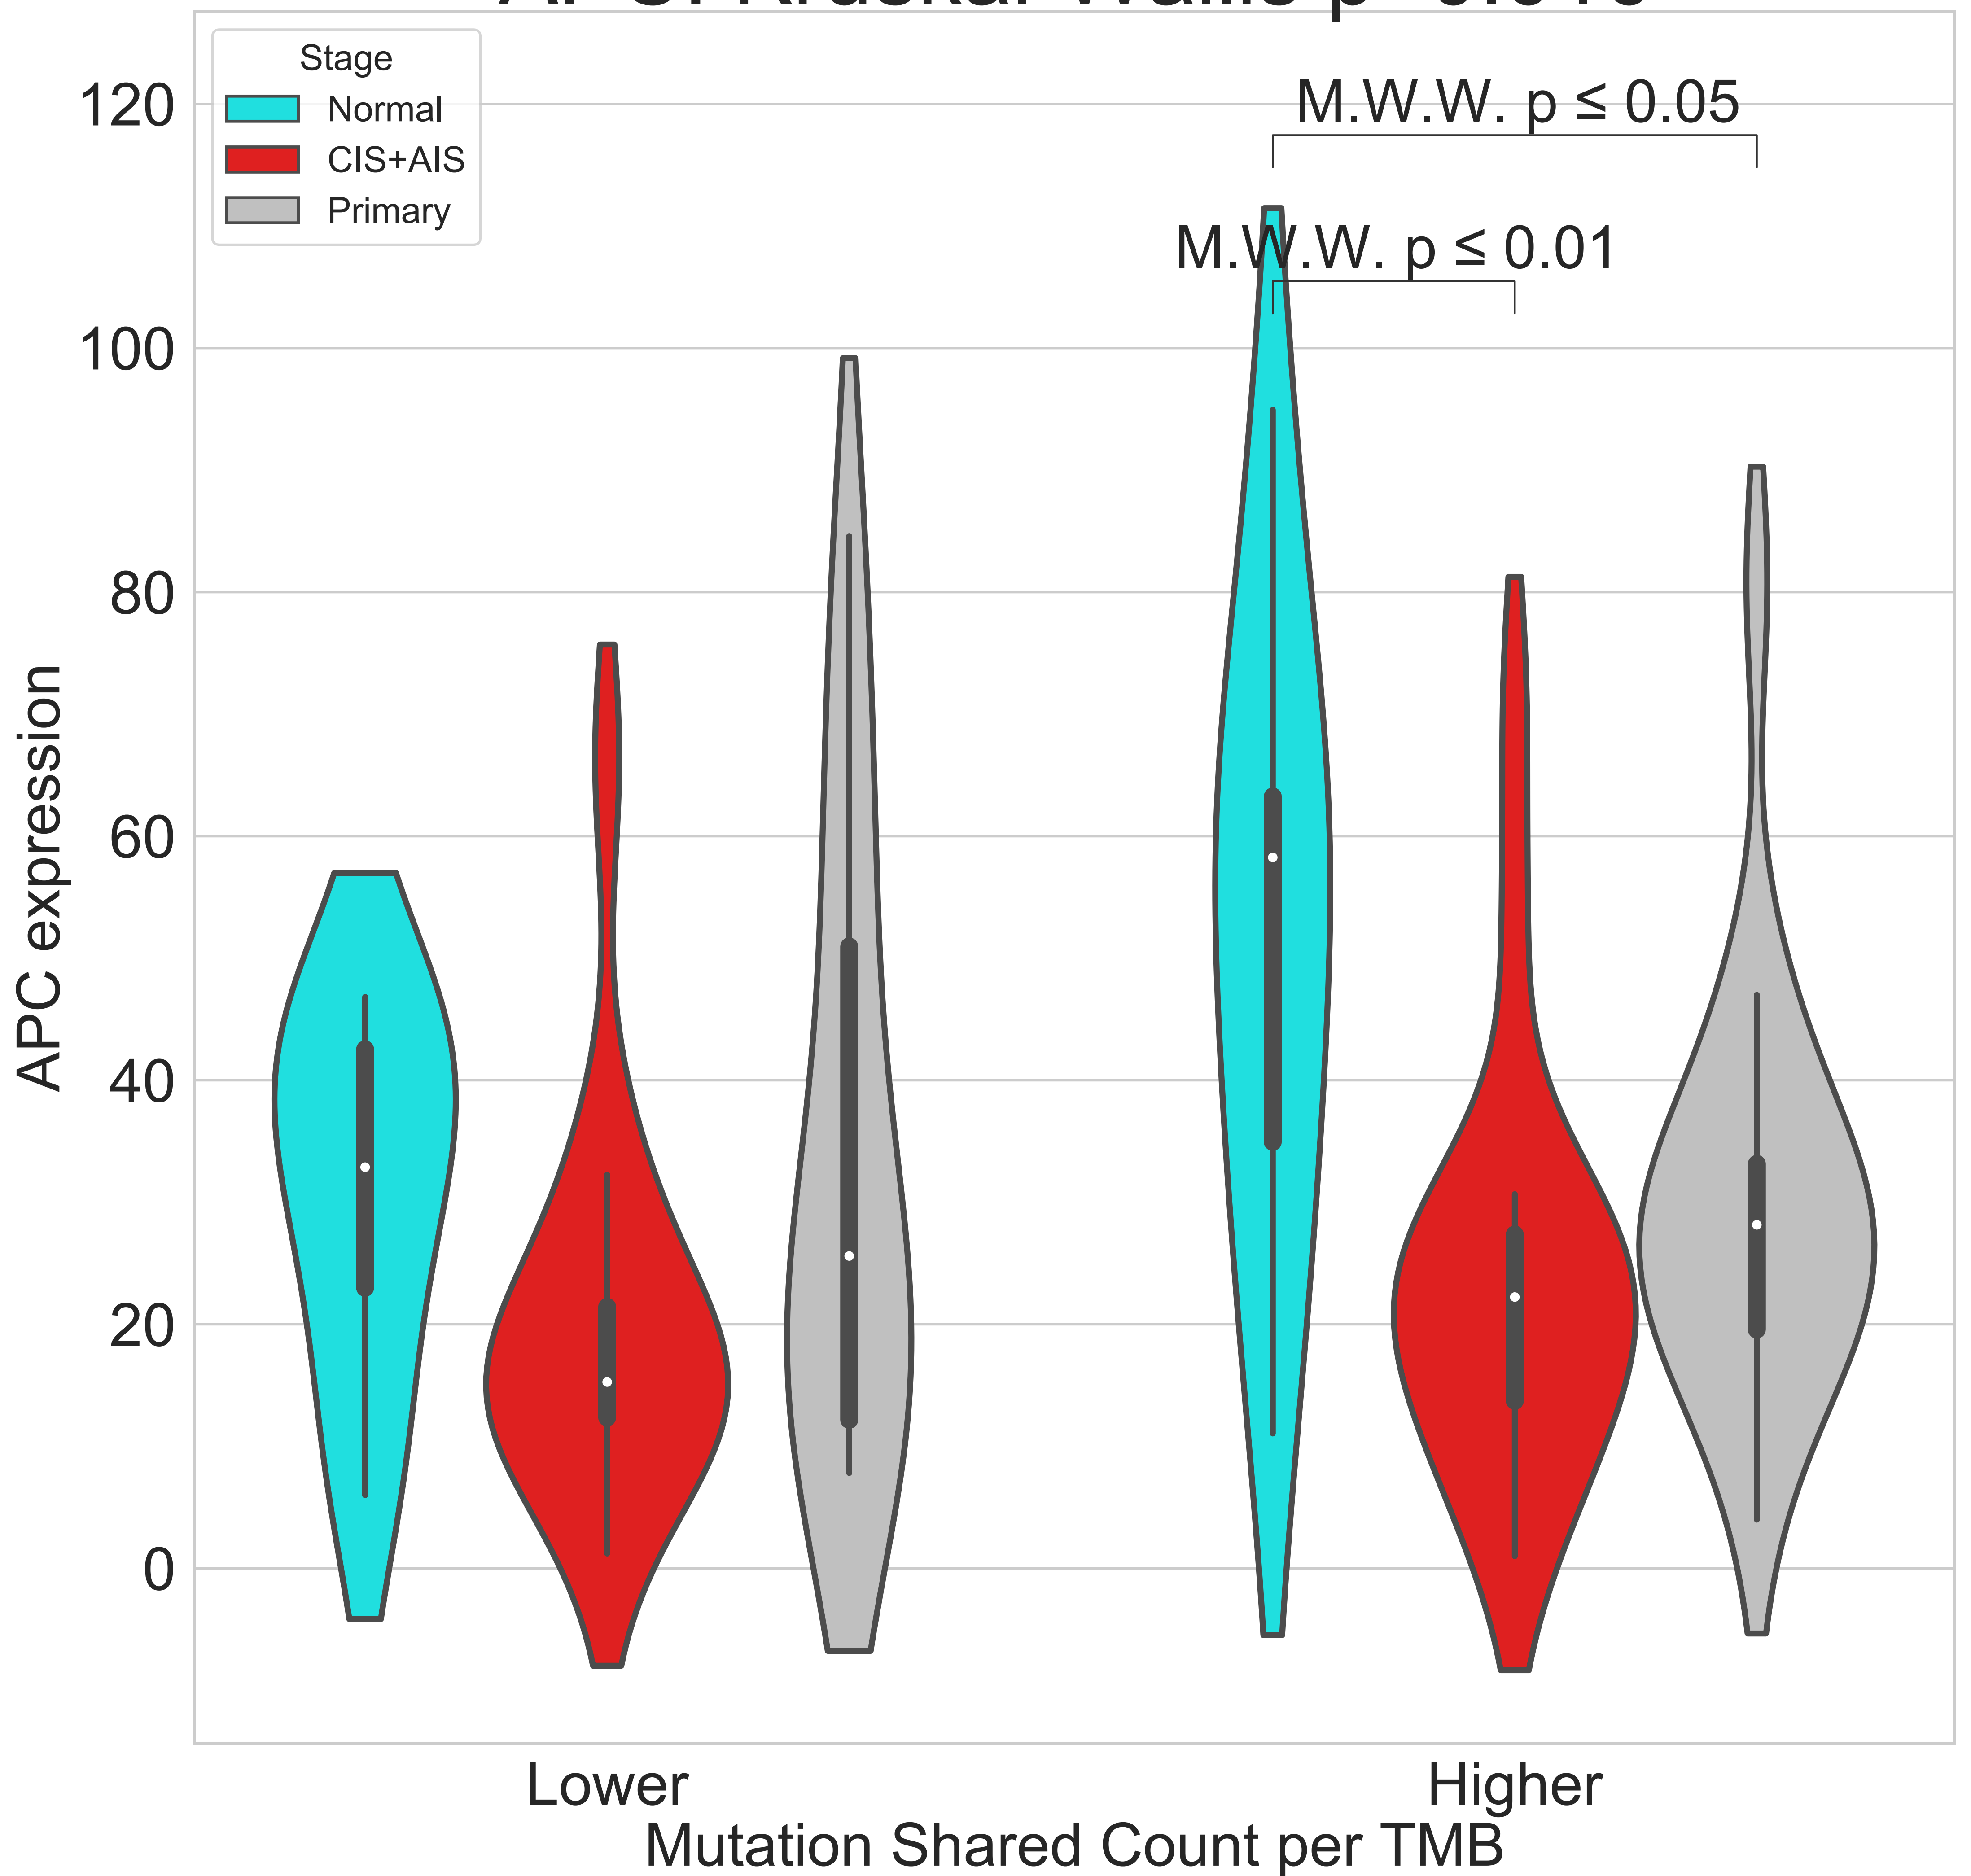 Stage
Normal
CIS+AIS
Primary
M.W.W. p ≤ 0.05
M.W.W. p ≤ 0.01
120
100
80
60
40
20
0
APC expression
Lower
Higher
Mutation Shared Count per TMB